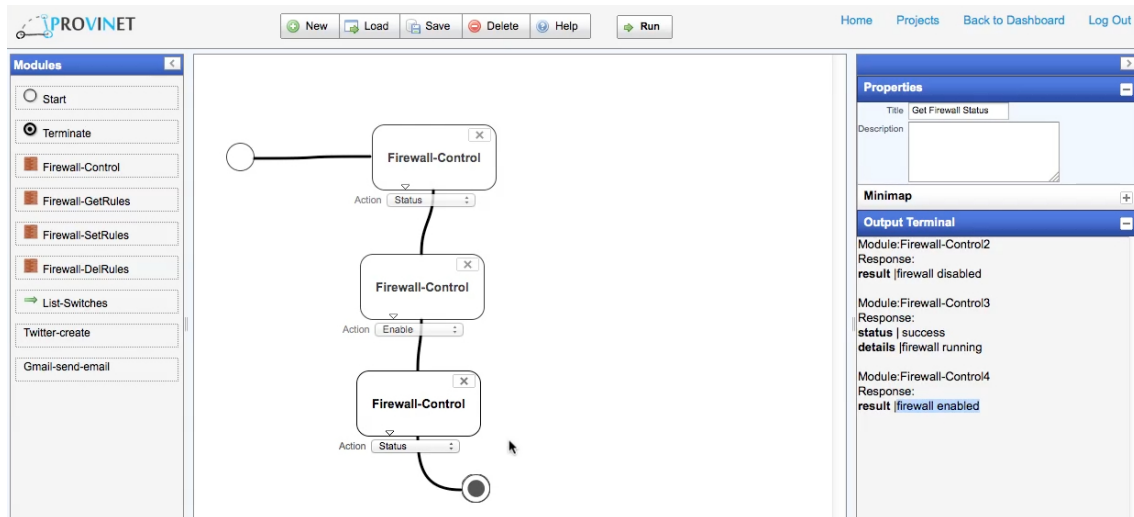 PROVINET
New Load Save Delete Help Run
Home Projects Back to Dashboard Log Out
Modules
Start
Terminate
Firewall-Control
Firewall-GetRules
Firewall-SetRules
Firewall-DelRules
List-Switches
Twitter-create
Gmail-send-email
Firewall-Control
Action Status
Firewall-Control
Action Enable
Firewall-Control
Action Status
Properties
Title Get Firewall Status
Description
Minimap
Output Terminal
Module:Firewall-Control2
Response:
result |firewall disabled
Module:Firewall-Control3
Response:
status | success
details |firewall running
Module:Firewall-Control4
Response:
result |firewall enabled